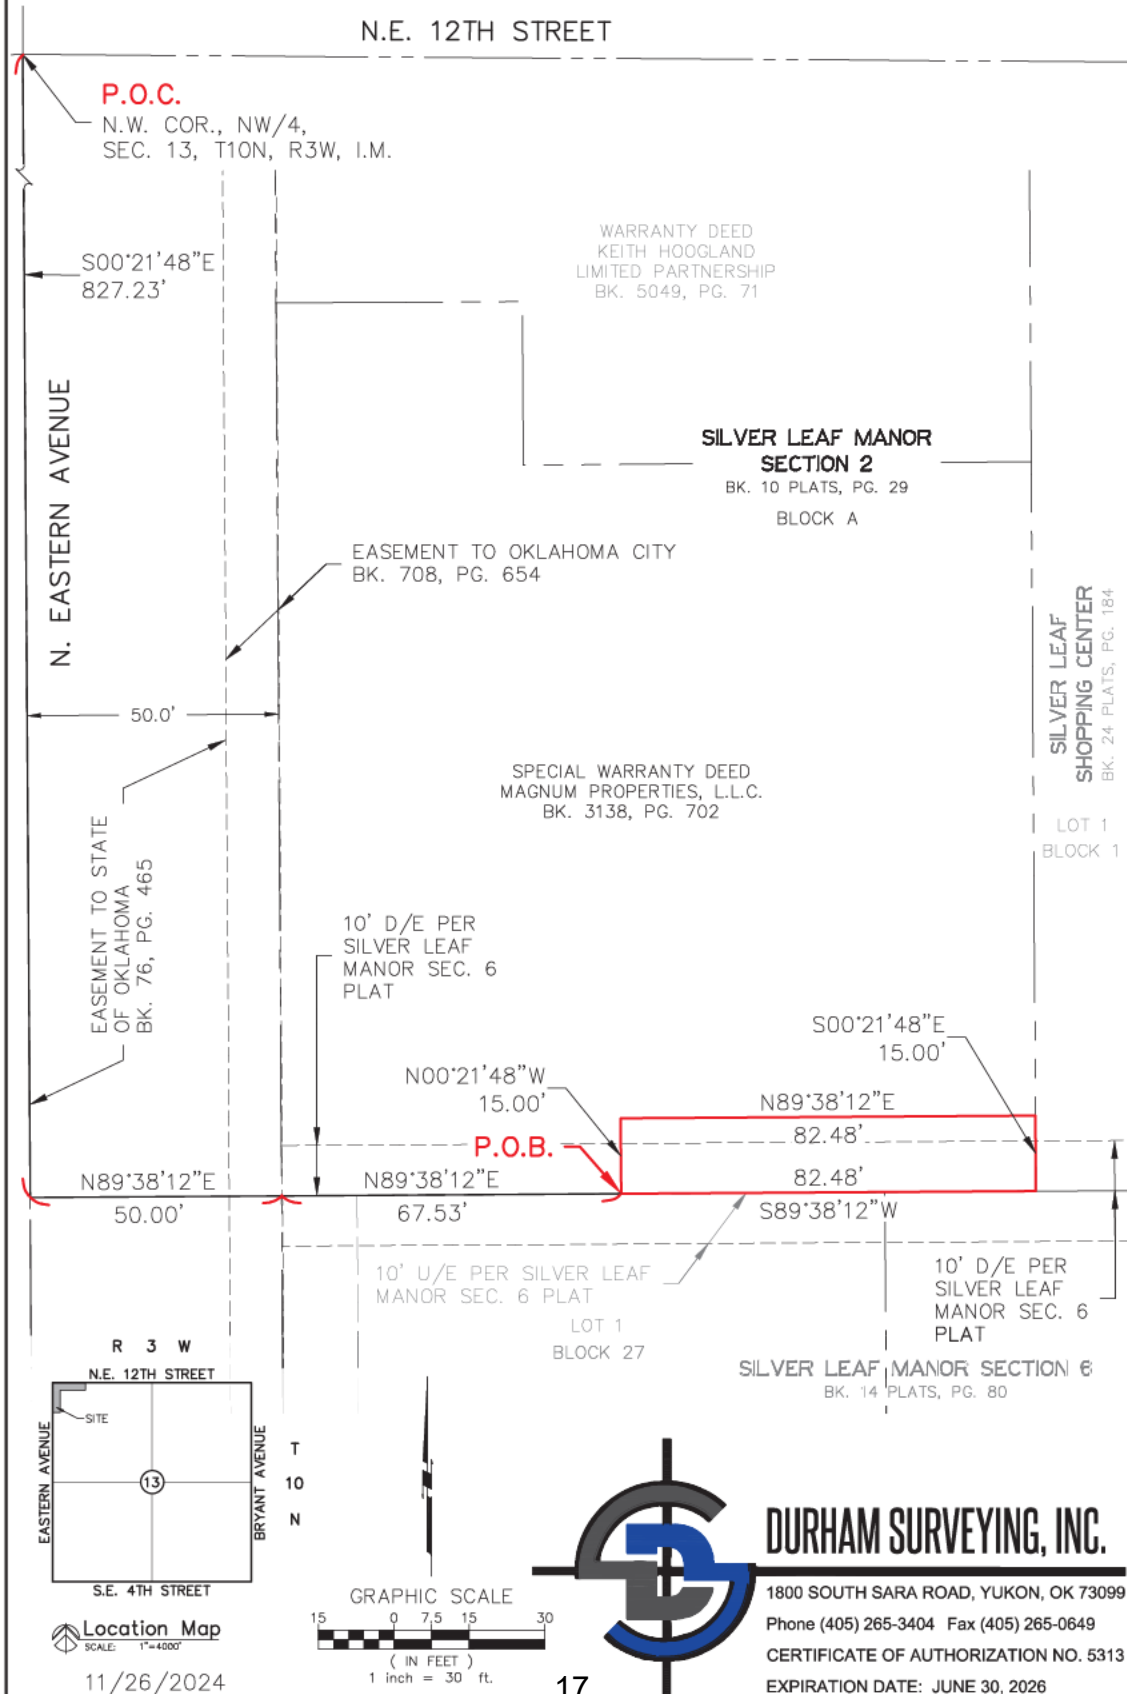 N.E. 12TH STREET
P.O.C.
N.W. COR., NW/4,
SEC. 13, T10N, R3W, I.M.
WARRANTY DEED
KEITH HOOGLAND
LIMITED PARTNERSHIP
BK. 5049, PG. 71
S00°21'48"E
827.23'
N. EASTERN AVENUE
SILVER LEAF MANOR
SECTION 2
BK. 10 PLATS, PG. 29
BLOCK A
EASEMENT TO OKLAHOMA CITY
BK. 708, PG. 654
SILVER LEAF
SHOPPING CENTER
BK. 24 PLATS, PG. 184
LOT 1
BLOCK 1
50.0'
SPECIAL WARRANTY DEED
MAGNUM PROPERTIES, L.L.C.
BK. 3138, PG. 702
EASEMENT TO STATE
OF OKLAHOMA
BK. 76, PG. 465
10' D/E PER
SILVER LEAF
MANOR SEC. 6
PLAT
S00°21'48"E
15.00'
N00°21'48"W
15.00'
N89°38'12"E
82.48'
P.O.B.
N89°38'12"E
50.00'
N89°38'12"E
67.53'
82.48'
S89°38'12"W
10' U/E PER SILVER LEAF
MANOR SEC. 6 PLAT
LOT 1
BLOCK 27
10' D/E PER
SILVER LEAF
MANOR SEC. 6
PLAT
SILVER LEAF MANOR SECTION 6
BK. 14 PLATS, PG. 80
R 3 W
N.E. 12TH STREET
SITE
EASTERN AVENUE
13
BRYANT AVENUE
T
10
N
S.E. 4TH STREET
Location Map
SCALE: 1"=4000'
11/26/2024
GRAPHIC SCALE
15 0 7.5 15 30
( IN FEET )
1 inch = 30 ft.
17
DURHAM SURVEYING, INC.
1800 SOUTH SARA ROAD, YUKON, OK 73099
Phone (405) 265-3404 Fax (405) 265-0649
CERTIFICATE OF AUTHORIZATION NO. 5313
EXPIRATION DATE: JUNE 30, 2026